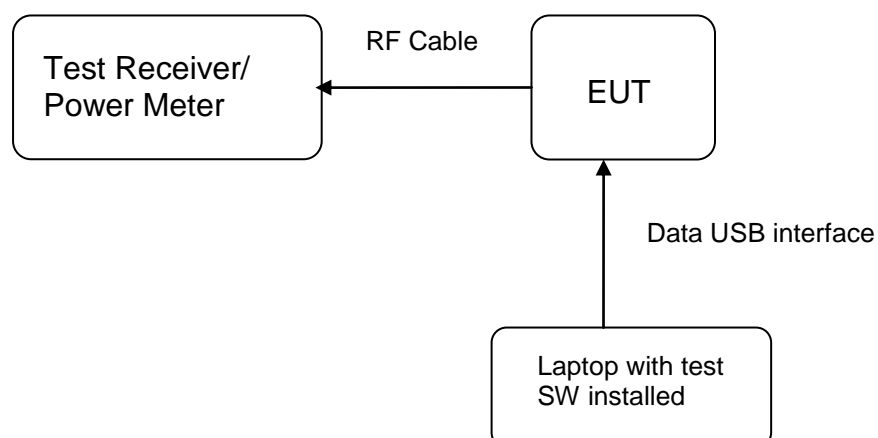 RF Cable
Test Receiver/
Power Meter
EUT
Data USB interface
Laptop with test
SW installed